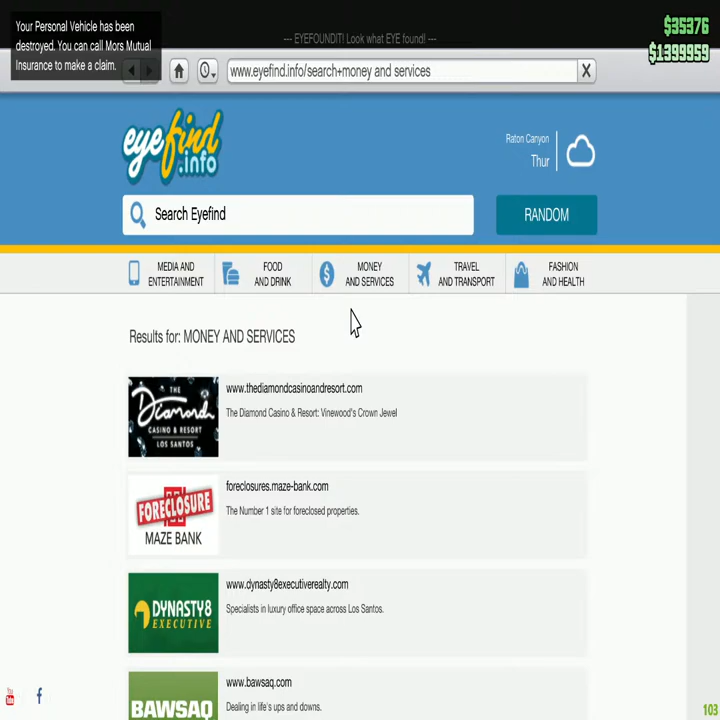 Your Personal Vehicle has been
destroyed. You can call Mors Mutual
Insurance to make a claim.
--- EYEFOUNDIT! Look what EYE found! ---
$35376
$1399959
www.eyefind.info/search+money and services
X
eyefind
.info
Raton Canyon
Thur
Search Eyefind
RANDOM
MEDIA AND
ENTERTAINMENT
FOOD
AND DRINK
MONEY
AND SERVICES
TRAVEL
AND TRANSPORT
FASHION
AND HEALTH
Results for: MONEY AND SERVICES
THE
Diamond
CASINO & RESORT
LOS SANTOS
www.thediamondcasinoandresort.com
The Diamond Casino & Resort: Vinewood's Crown Jewel
FORECLOSURE
MAZE BANK
foreclosures.maze-bank.com
The Number 1 site for foreclosed properties.
DYNASTY8
EXECUTIVE
www.dynasty8executiverealty.com
Specialists in luxury office space across Los Santos.
BAWSAQ
www.bawsaq.com
Dealing in life's ups and downs.
103